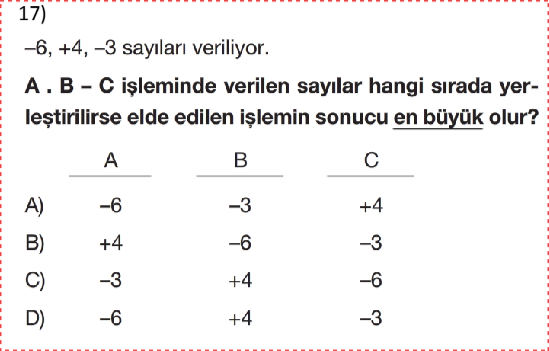 17)
–6, +4, –3 sayıları veriliyor.
A . B – C işleminde verilen sayılar hangi sırada yer-
leştirilirse elde edilen işlemin sonucu en büyük olur?
A B C
A) –6 –3 +4
B) +4 –6 –3
C) –3 +4 –6
D) –6 +4 –3